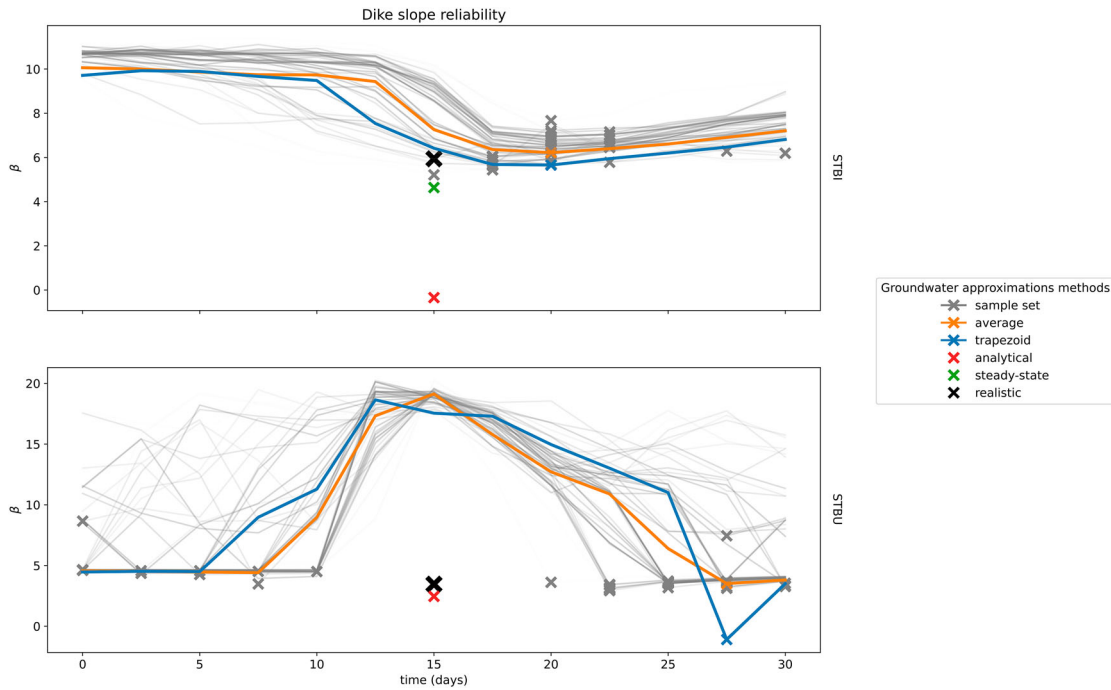 Dike slope reliability
10
8
6
4
2
0
β
STBI
20
15
10
5
0
β
STBU
0
5
10
15
20
25
30
time (days)
Groundwater approximations methods
sample set
average
trapezoid
analytical
steady-state
realistic